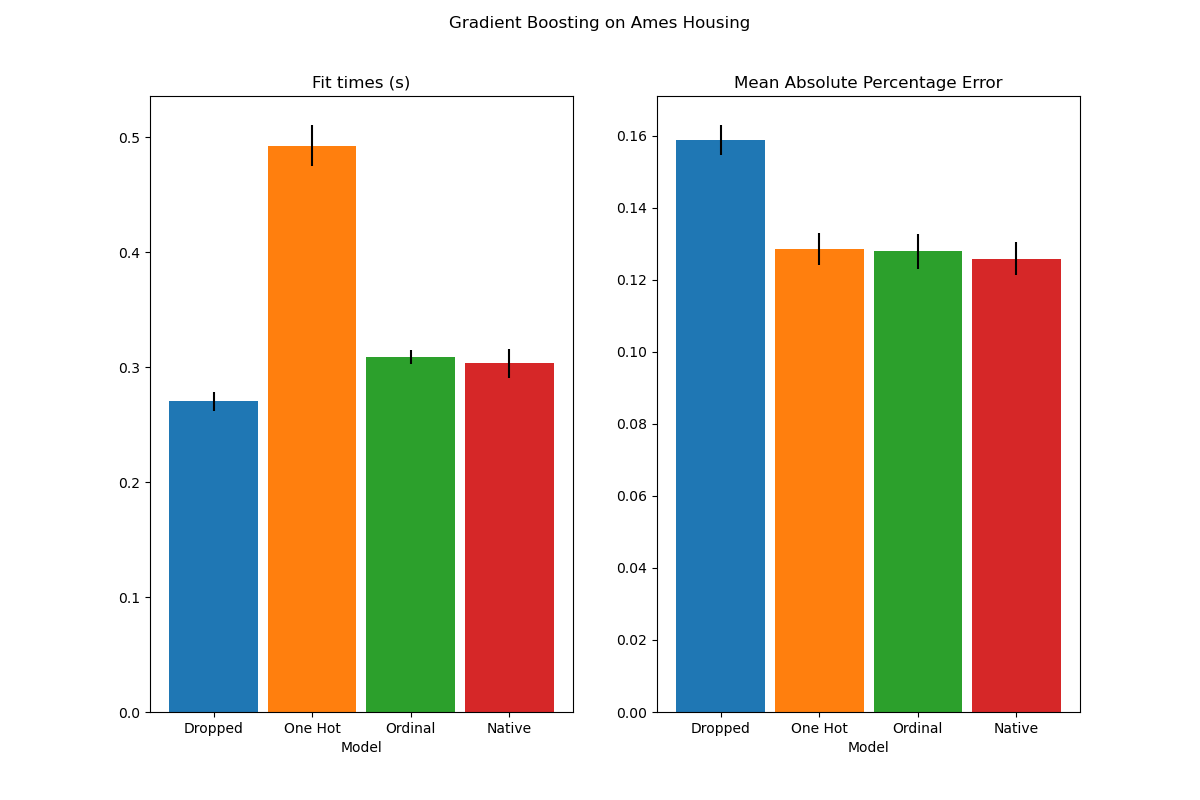 Gradient Boosting on Ames Housing
Fit times (s)
0.5
0.4
0.3
0.2
0.1
0.0
Dropped One Hot Ordinal Native
Model
Mean Absolute Percentage Error
0.16
0.14
0.12
0.10
0.08
0.06
0.04
0.02
0.00
Dropped One Hot Ordinal Native
Model